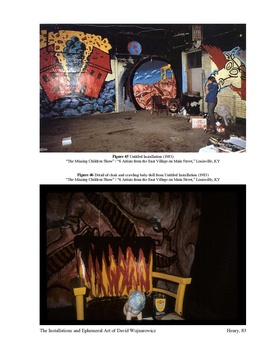 Figure 45 Untitled Installation (1985)
"The Missing Children Show" / "6 Artists from the East Village on Main Street," Louisville, KY
Figure 46 Detail of chair and crawling baby doll from Untitled Installation (1985)
"The Missing Children Show" / "6 Artists from the East Village on Main Street," Louisville, KY
The Installations and Ephemeral Art of David Wojnarowicz
Henry, 83